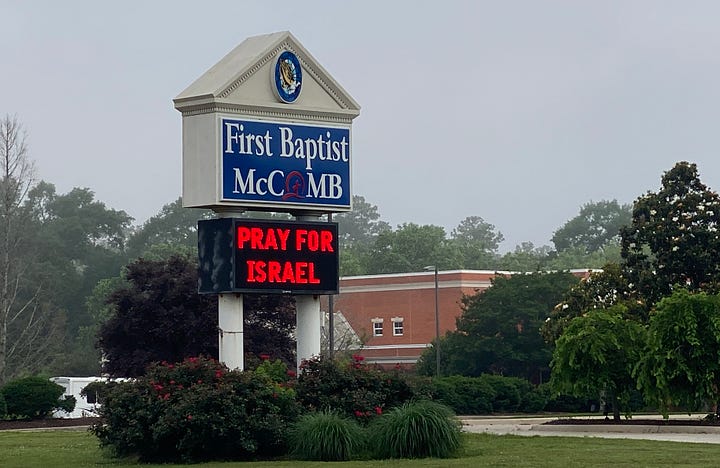 First Baptist
McCOMB
PRAY FOR
ISRAEL